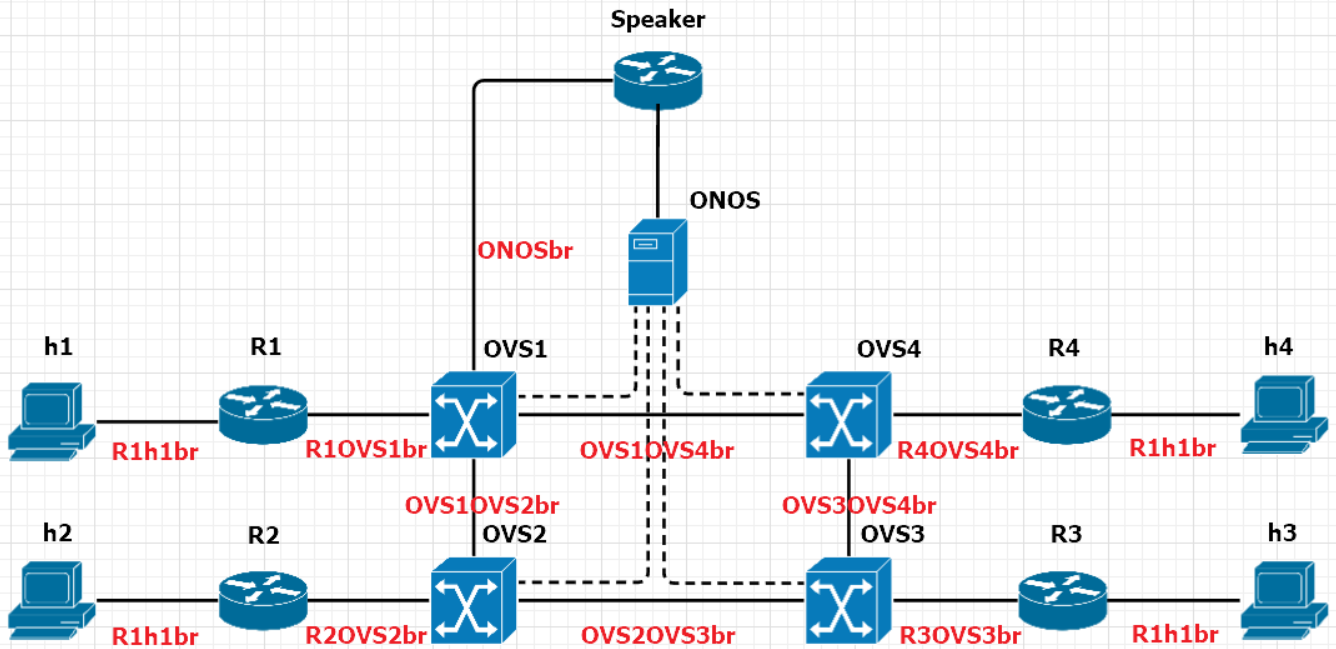 Speaker
ONOS
ONOSbr
h1
R1
OVS1
OVS4
R4
h4
R1h1br
R1OVS1br
OVS1OVS4br
R4OVS4br
R1h1br
OVS1OVS2br
OVS3OVS4br
h2
R2
OVS2
OVS3
R3
h3
R1h1br
R2OVS2br
OVS2OVS3br
R3OVS3br
R1h1br